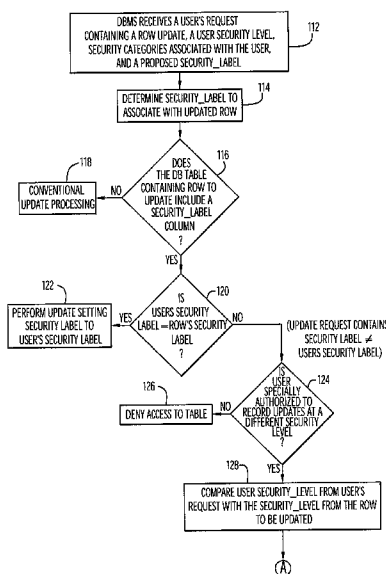 DBMS RECEIVES A USER'S REQUEST
CONTAINING A ROW UPDATE, A USER SECURITY LEVEL,
SECURITY CATEGORIES ASSOCIATED WITH THE USER,
AND A PROPOSED SECURITY_LABEL
112
DETERMINE SECURITY_LABEL TO
ASSOCIATE WITH UPDATED ROW
114
DOES
THE DB TABLE
CONTAINING ROW TO
UPDATE INCLUDE A
SECURITY_LABEL
COLUMN
?
116
NO
118
CONVENTIONAL
UPDATE PROCESSING
YES
IS
USERS SECURITY
LABEL = ROW'S SECURITY
LABEL
?
120
YES
122
PERFORM UPDATE SETTING
SECURITY LABEL TO
USER'S SECURITY LABEL
NO
(UPDATE REQUEST CONTAINS
SECURITY LABEL ≠
USERS SECURITY LABEL)
IS
USER
SPECIALLY
AUTHORIZED TO
RECORD UPDATES AT A
DIFFERENT SECURITY
LEVEL
?
124
NO
126
DENY ACCESS TO TABLE
YES
128
COMPARE USER SECURITY_LEVEL FROM USER'S
REQUEST WITH THE SECURITY_LEVEL FROM THE ROW
TO BE UPDATED
A